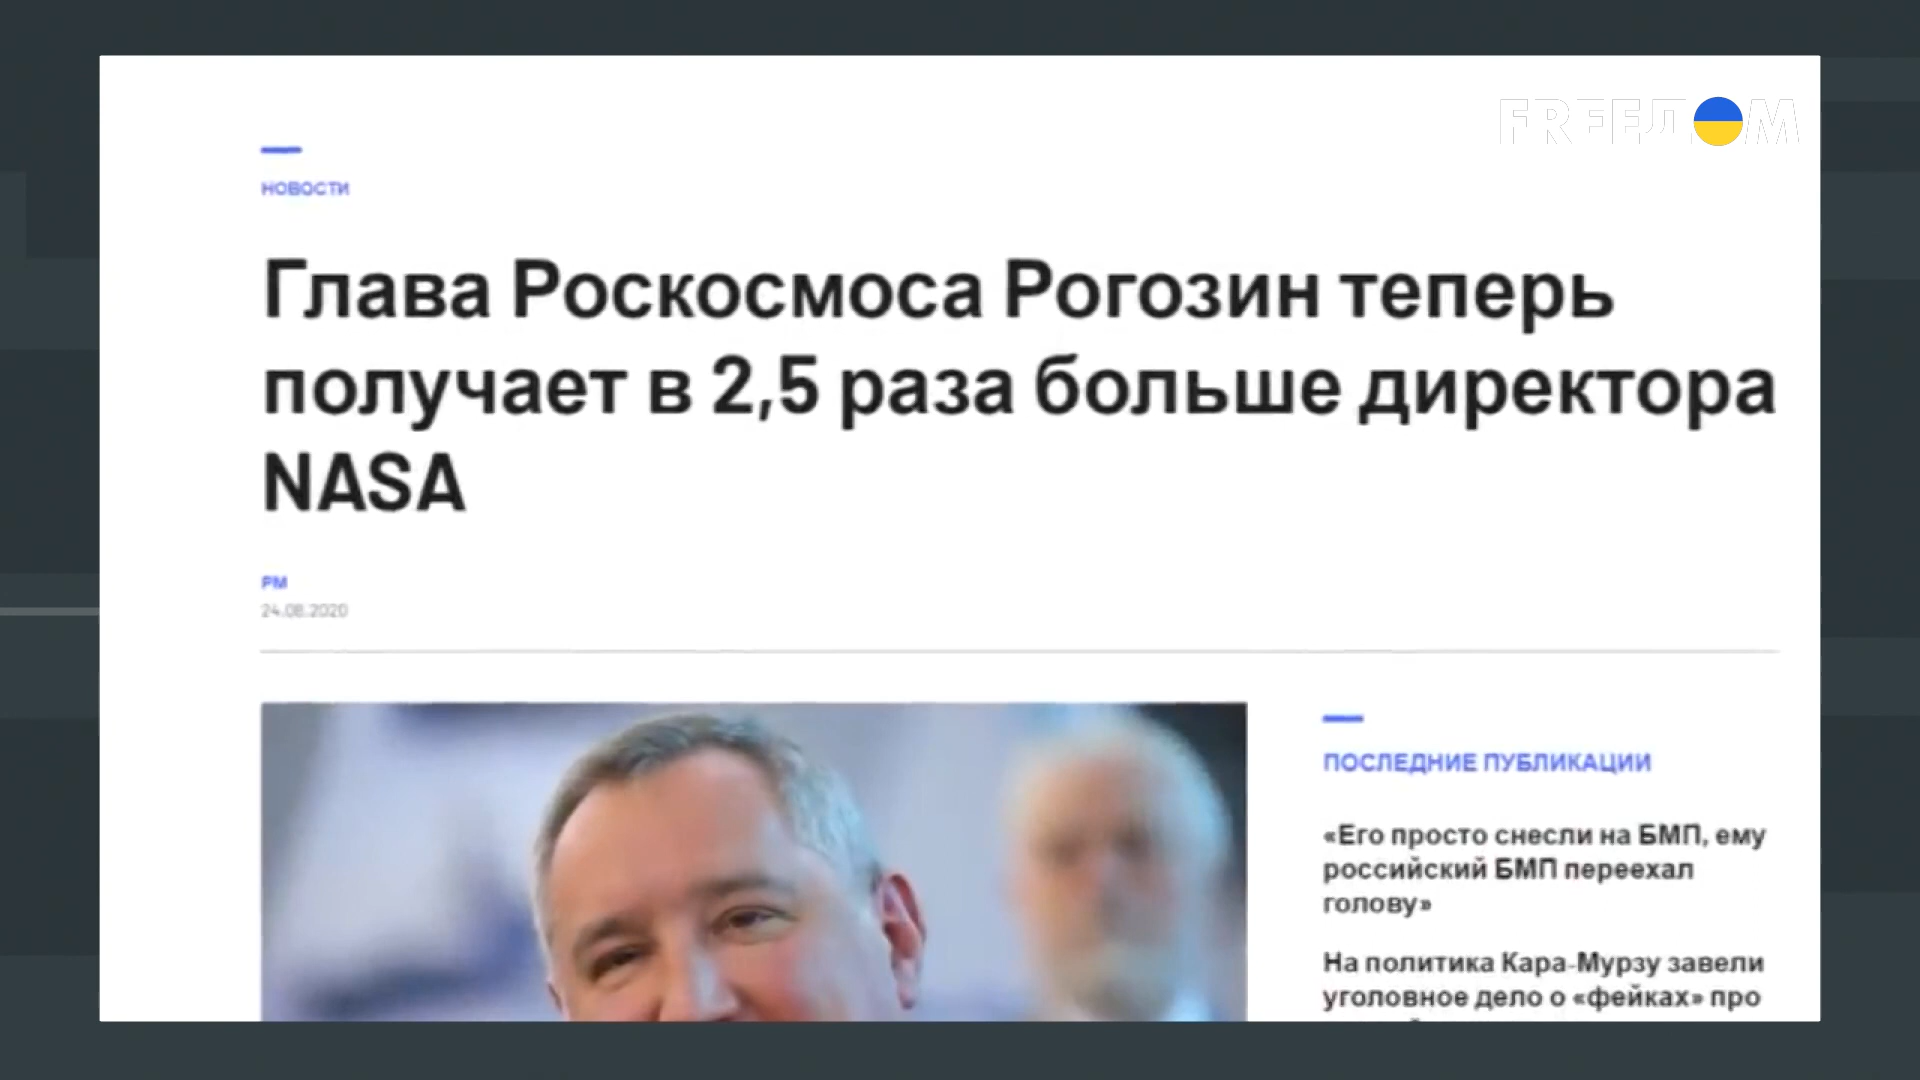 FREEДOM
НОВОСТИ
Глава Роскосмоса Рогозин теперь
получает в 2,5 раза больше директора
NASA
РМ
24.08.2020
ПОСЛЕДНИЕ ПУБЛИКАЦИИ
«Его просто снесли на БМП, ему
российский БМП переехал
голову»
На политика Кара-Мурзу завели
уголовное дело о «фейках» про